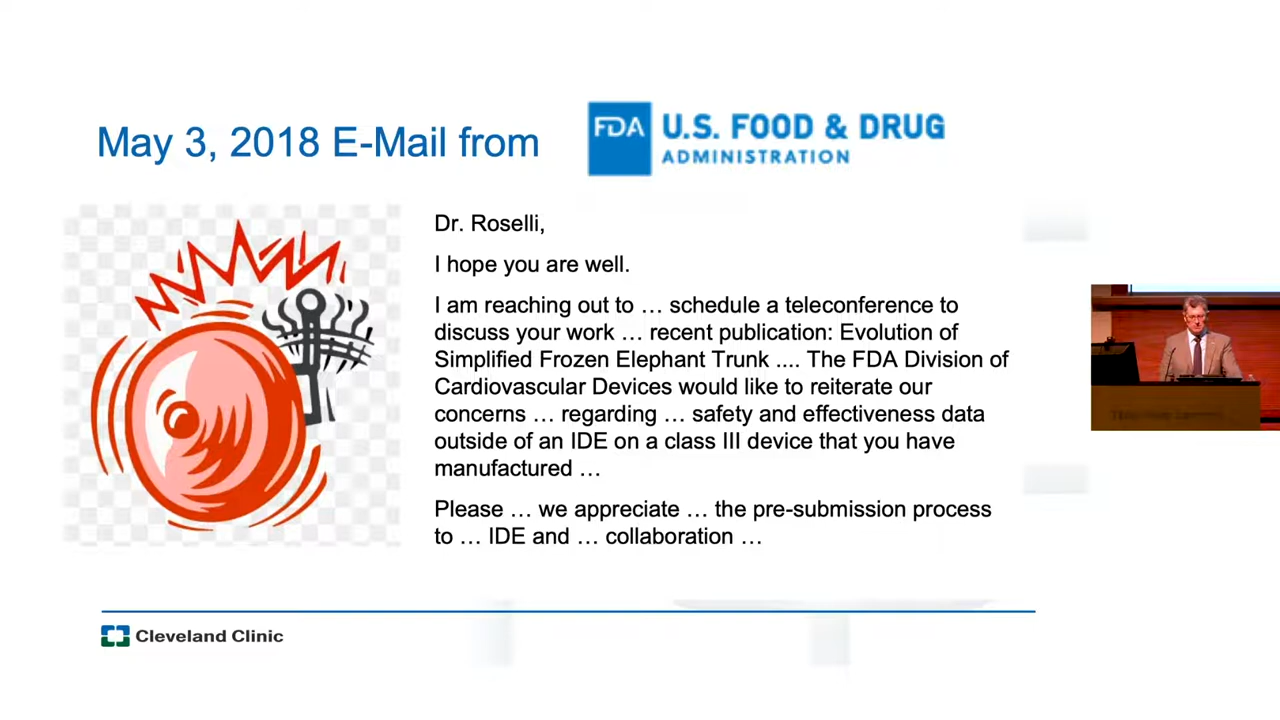 May 3, 2018 E-Mail from
FDA
U.S. FOOD & DRUG
ADMINISTRATION
Dr. Roselli,
I hope you are well.
I am reaching out to … schedule a teleconference to
discuss your work … recent publication: Evolution of
Simplified Frozen Elephant Trunk .... The FDA Division of
Cardiovascular Devices would like to reiterate our
concerns … regarding … safety and effectiveness data
outside of an IDE on a class III device that you have
manufactured …
Please … we appreciate … the pre-submission process
to … IDE and … collaboration …
Cleveland Clinic